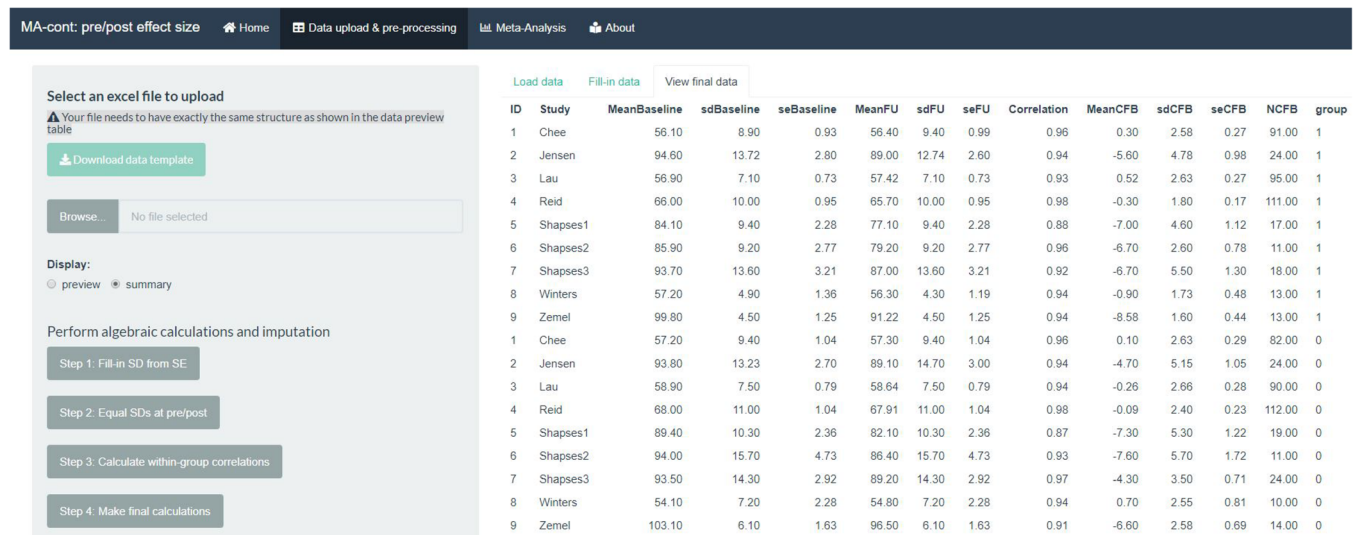 MA-cont: pre/post effect size Home Data upload & pre-processing Meta-Analysis About
Select an excel file to upload
Your file needs to have exactly the same structure as shown in the data preview
table
Download data template
Browse... No file selected
Display:
preview summary
Perform algebraic calculations and imputation
Step 1: Fill-in SD from SE
Step 2: Equal SDs at pre/post
Step 3: Calculate within-group correlations
Step 4: Make final calculations
Load data Fill-in data View final data
ID Study MeanBaseline sdBaseline seBaseline MeanFU sdFU seFU Correlation MeanCFB sdCFB seCFB NCFB group
1 Chee 56.10 8.90 0.93 56.40 9.40 0.99 0.96 0.30 2.58 0.27 91.00 1
2 Jensen 94.60 13.72 2.80 89.00 12.74 2.60 0.94 -5.60 4.78 0.98 24.00 1
3 Lau 56.90 7.10 0.73 57.42 7.10 0.73 0.93 0.52 2.63 0.27 95.00 1
4 Reid 66.00 10.00 0.95 65.70 10.00 0.95 0.98 -0.30 1.80 0.17 111.00 1
5 Shapses1 84.10 9.40 2.28 77.10 9.40 2.28 0.88 -7.00 4.60 1.12 17.00 1
6 Shapses2 85.90 9.20 2.77 79.20 9.20 2.77 0.96 -6.70 2.60 0.78 11.00 1
7 Shapses3 93.70 13.60 3.21 87.00 13.60 3.21 0.92 -6.70 5.50 1.30 18.00 1
8 Winters 57.20 4.90 1.36 56.30 4.30 1.19 0.94 -0.90 1.73 0.48 13.00 1
9 Zemel 99.80 4.50 1.25 91.22 4.50 1.25 0.94 -8.58 1.60 0.44 13.00 1
1 Chee 57.20 9.40 1.04 57.30 9.40 1.04 0.96 0.10 2.63 0.29 82.00 0
2 Jensen 93.80 13.23 2.70 89.10 14.70 3.00 0.94 -4.70 5.15 1.05 24.00 0
3 Lau 58.90 7.50 0.79 58.64 7.50 0.79 0.94 -0.26 2.66 0.28 90.00 0
4 Reid 68.00 11.00 1.04 67.91 11.00 1.04 0.98 -0.09 2.40 0.23 112.00 0
5 Shapses1 89.40 10.30 2.36 82.10 10.30 2.36 0.87 -7.30 5.30 1.22 19.00 0
6 Shapses2 94.00 15.70 4.73 86.40 15.70 4.73 0.93 -7.60 5.70 1.72 11.00 0
7 Shapses3 93.50 14.30 2.92 89.20 14.30 2.92 0.97 -4.30 3.50 0.71 24.00 0
8 Winters 54.10 7.20 2.28 54.80 7.20 2.28 0.94 0.70 2.55 0.81 10.00 0
9 Zemel 103.10 6.10 1.63 96.50 6.10 1.63 0.91 -6.60 2.58 0.69 14.00 0